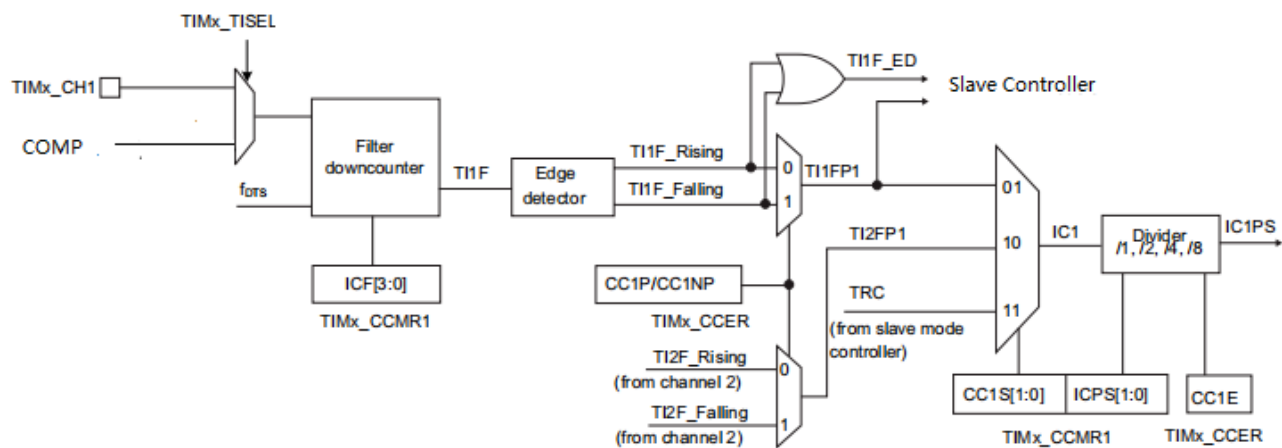 TIMx_TISEL
TIMx_CH1
COMP
fDTS
Filter
downcounter
TI1F
Edge
detector
TI1F_Rising
TI1F_Falling
TI1F_ED
Slave Controller
0
1
TI1FP1
TI2FP1
TRC
(from slave mode
controller)
01
10
11
IC1
Divider
/1, /2, /4, /8
IC1PS
ICF[3:0]
TIMx_CCMR1
CC1P/CC1NP
TIMx_CCER
TI2F_Rising
(from channel 2)
TI2F_Falling
(from channel 2)
0
1
CC1S[1:0]
ICPS[1:0]
TIMx_CCMR1
CC1E
TIMx_CCER